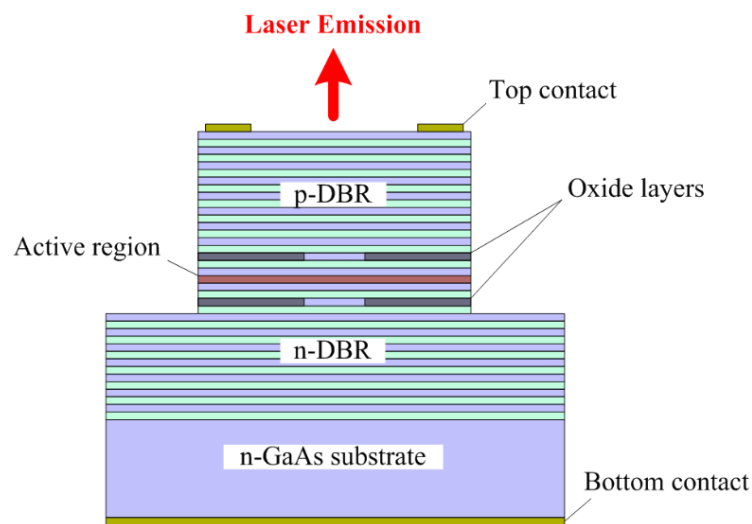 Laser Emission
Top contact
p-DBR
Oxide layers
Active region
n-DBR
n-GaAs substrate
Bottom contact